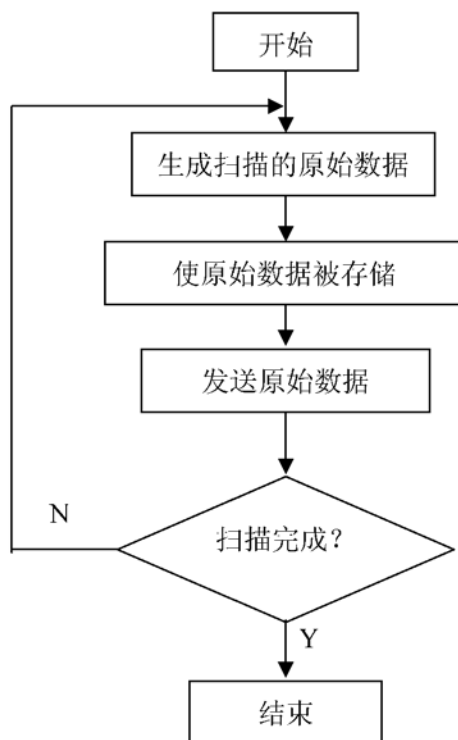 开始
生成扫描的原始数据
使原始数据被存储
发送原始数据
N
扫描完成？
Y
结束